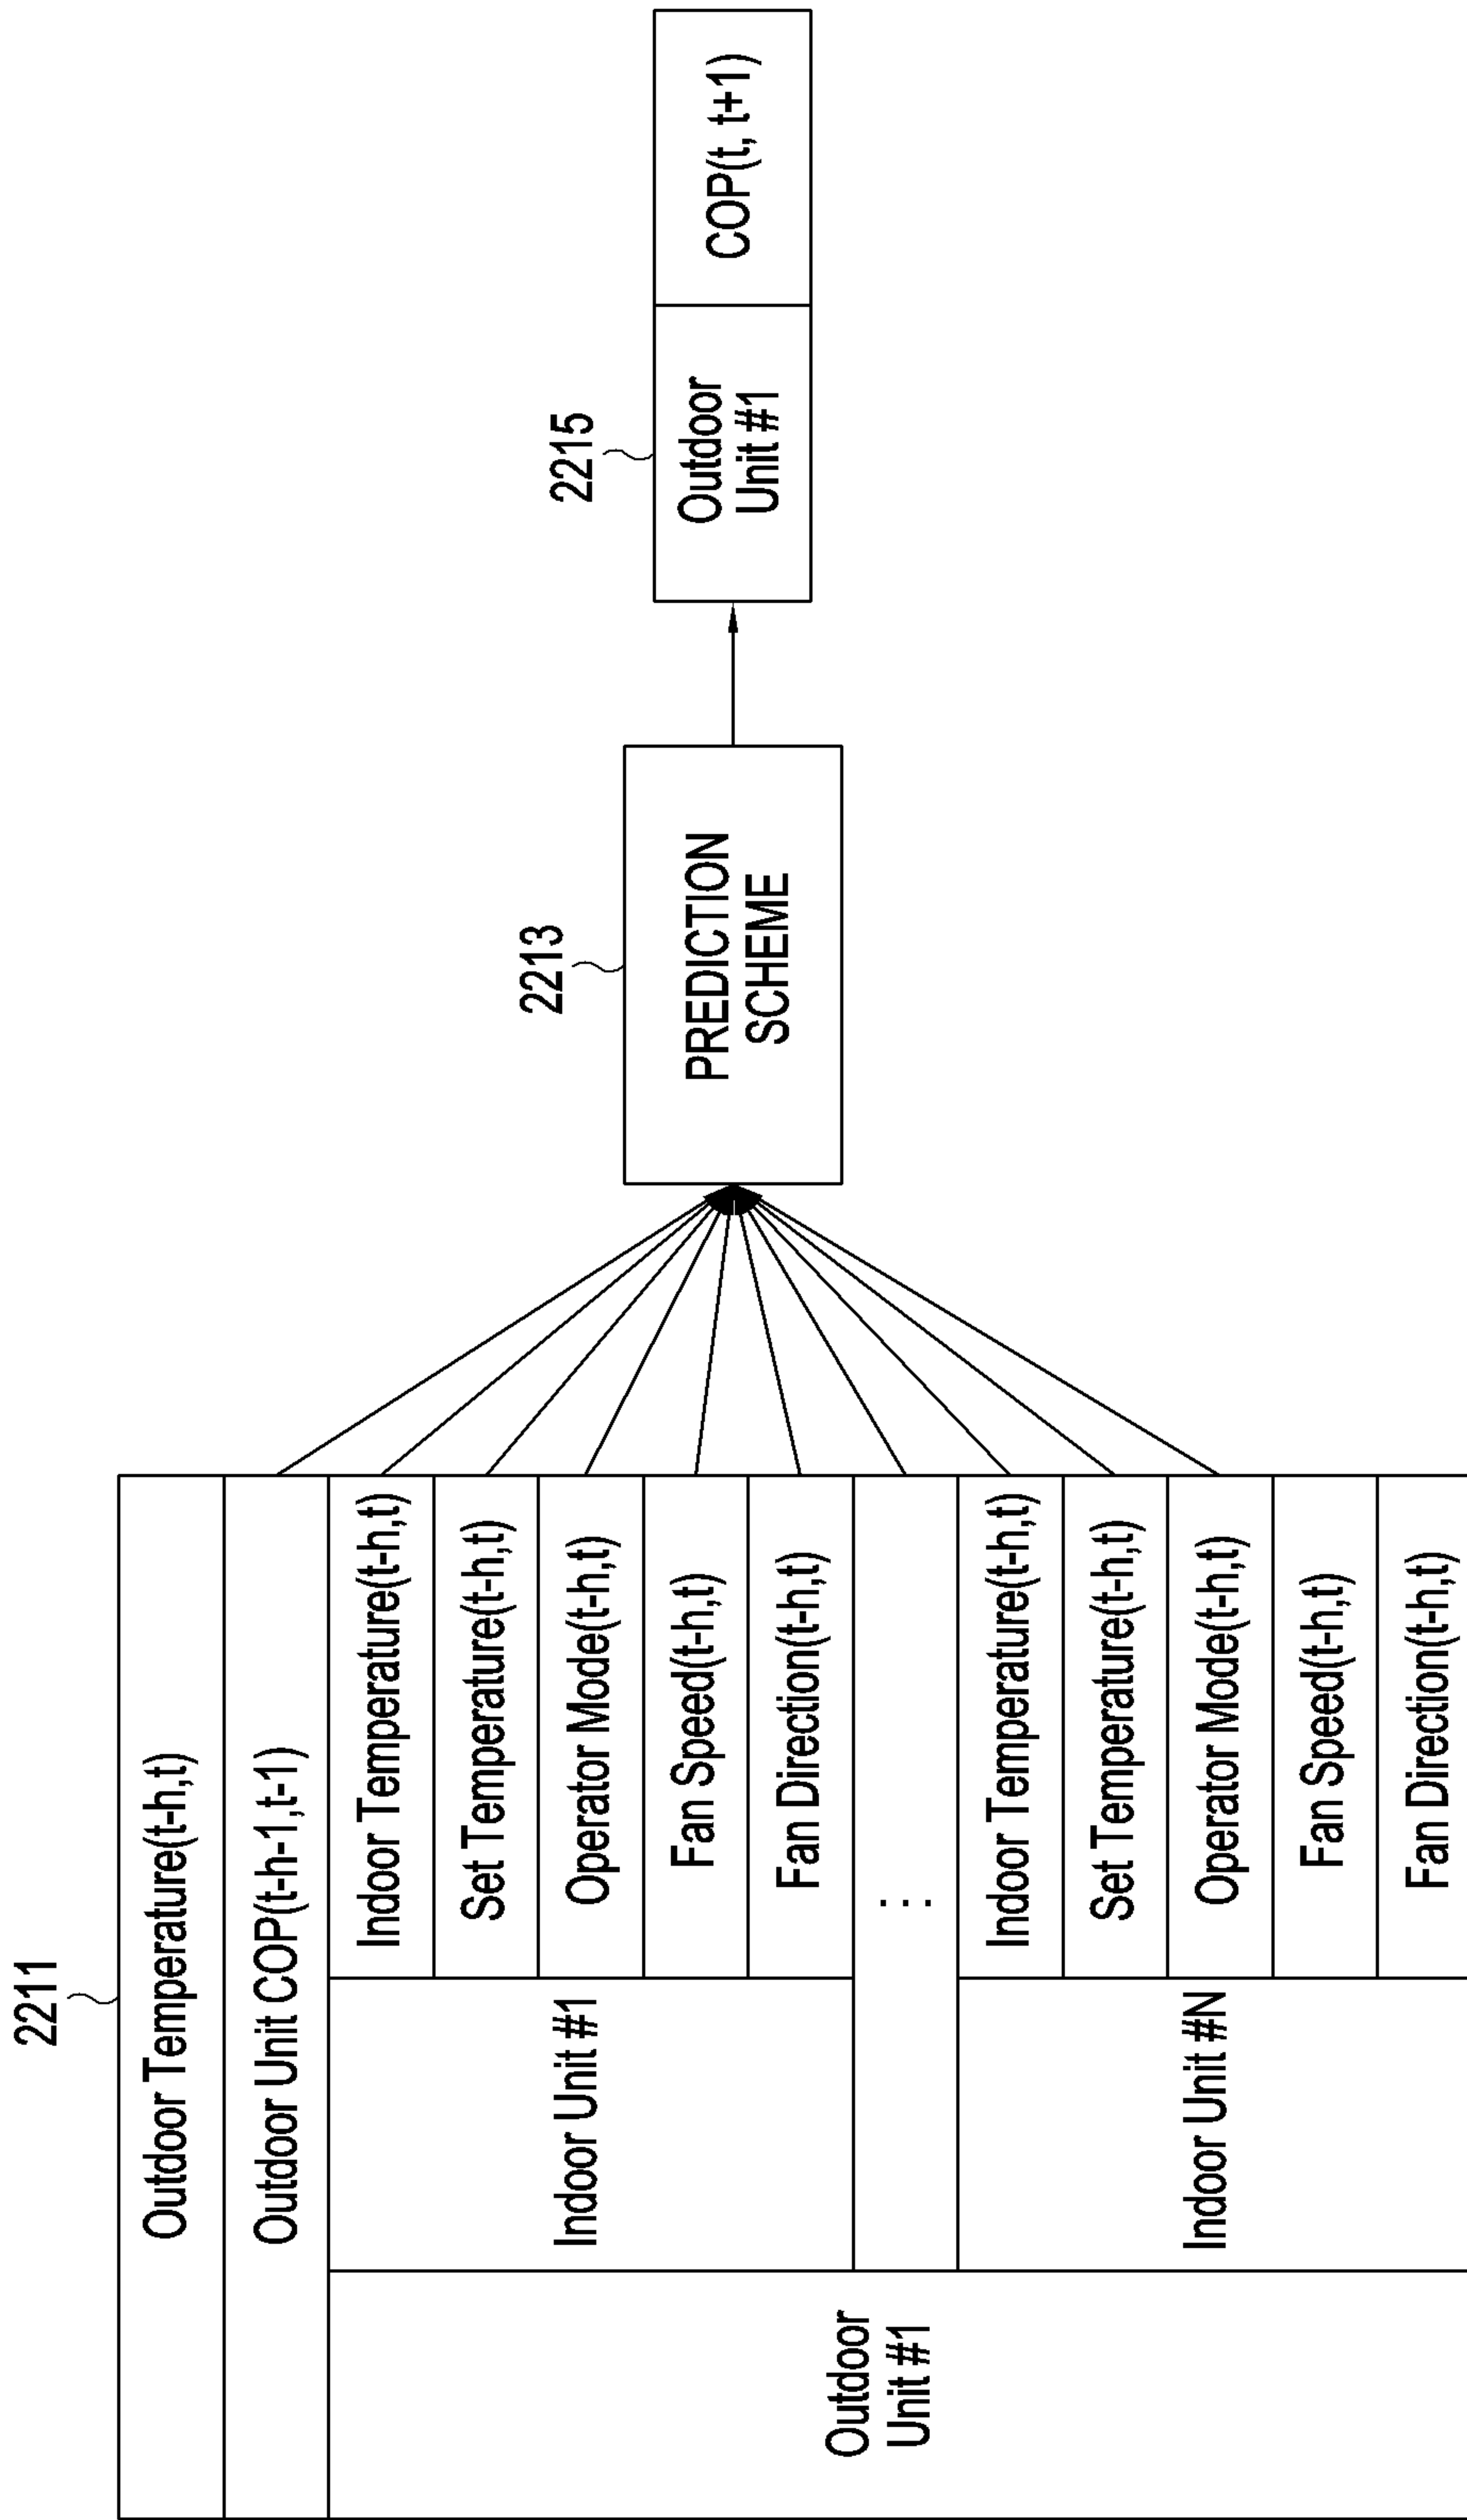 2211
Outdoor Temperature(t-h,t)
Outdoor Unit COP(t-h-1,t-1)
Outdoor
Unit #1
Indoor Unit #1
Indoor Temperature(t-h,t)
Set Temperature(t-h,t)
Operator Mode(t-h,t)
Fan Speed(t-h,t)
Fan Direction(t-h,t)
...
Indoor Unit #N
Indoor Temperature(t-h,t)
Set Temperature(t-h,t)
Operator Mode(t-h,t)
Fan Speed(t-h,t)
Fan Direction(t-h,t)
2213
PREDICTION
SCHEME
2215
Outdoor
Unit #1
COP(t, t+1)